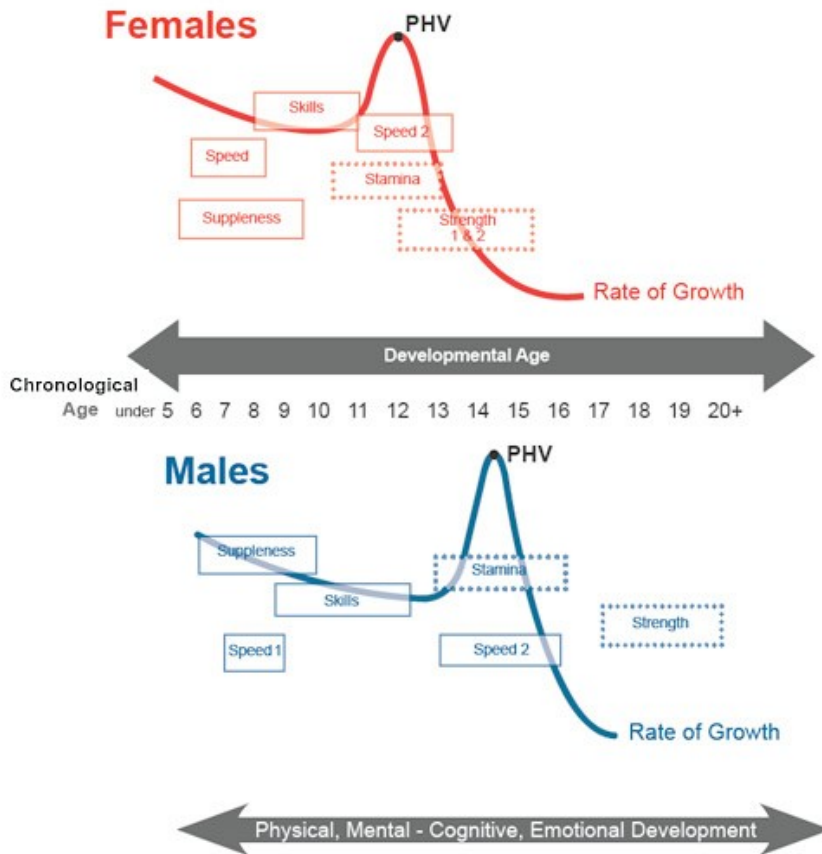 Females
PHV
Skills
Speed 2
Speed
Stamina
Suppleness
Strength
1 & 2
Rate of Growth
Developmental Age
Chronological
Age under 5 6 7 8 9 10 11 12 13 14 15 16 17 18 19 20+
PHV
Males
Suppleness
Stamina
Skills
Strength
Speed 1
Speed 2
Rate of Growth
Physical, Mental - Cognitive, Emotional Development